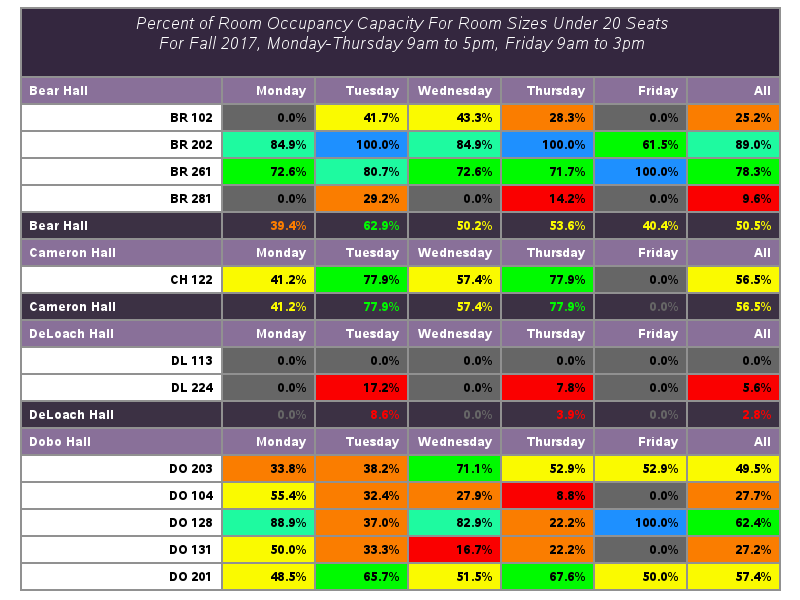 Percent of Room Occupancy Capacity For Room Sizes Under 20 Seats
For Fall 2017, Monday-Thursday 9am to 5pm, Friday 9am to 3pm
Bear Hall Monday Tuesday Wednesday Thursday Friday All
BR 102 0.0% 41.7% 43.3% 28.3% 0.0% 25.2%
BR 202 84.9% 100.0% 84.9% 100.0% 61.5% 89.0%
BR 261 72.6% 80.7% 72.6% 71.7% 100.0% 78.3%
BR 281 0.0% 29.2% 0.0% 14.2% 0.0% 9.6%
Bear Hall 39.4% 62.9% 50.2% 53.6% 40.4% 50.5%
Cameron Hall Monday Tuesday Wednesday Thursday Friday All
CH 122 41.2% 77.9% 57.4% 77.9% 0.0% 56.5%
Cameron Hall 41.2% 77.9% 57.4% 77.9% 0.0% 56.5%
DeLoach Hall Monday Tuesday Wednesday Thursday Friday All
DL 113 0.0% 0.0% 0.0% 0.0% 0.0% 0.0%
DL 224 0.0% 17.2% 0.0% 7.8% 0.0% 5.6%
DeLoach Hall 0.0% 8.6% 0.0% 3.9% 0.0% 2.8%
Dobo Hall Monday Tuesday Wednesday Thursday Friday All
DO 203 33.8% 38.2% 71.1% 52.9% 52.9% 49.5%
DO 104 55.4% 32.4% 27.9% 8.8% 0.0% 27.7%
DO 128 88.9% 37.0% 82.9% 22.2% 100.0% 62.4%
DO 131 50.0% 33.3% 16.7% 22.2% 0.0% 27.2%
DO 201 48.5% 65.7% 51.5% 67.6% 50.0% 57.4%